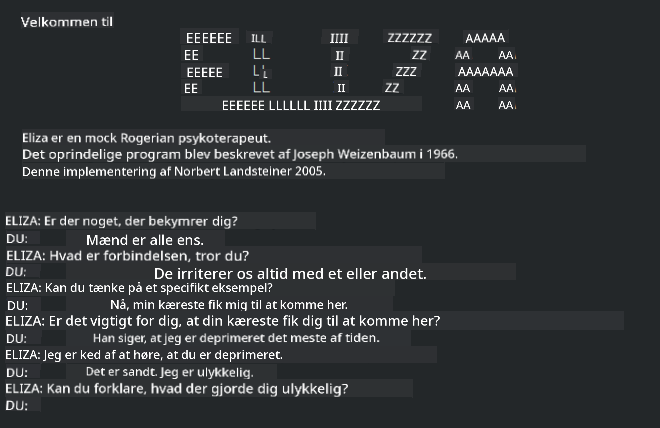 Velkommen til
EEEEEE ILL IIII ZZZZZZ AAAAA
EE LL II ZZ AA AA
EEEEE L'L II ZZZ AAAAAAA
EE LL II ZZ AA AA
EEEEEE LLLLLL IIII ZZZZZZ AA AA
Eliza er en mock Rogerian psykoterapeut.
Det oprindelige program blev beskrevet af Joseph Weizenbaum i 1966.
Denne implementering af Norbert Landsteiner 2005.
ELIZA: Er der noget, der bekymrer dig?
DU: Mænd er alle ens.
ELIZA: Hvad er forbindelsen, tror du?
DU: De irriterer os altid med et eller andet.
ELIZA: Kan du tænke på et specifikt eksempel?
DU: Nå, min kæreste fik mig til at komme her.
ELIZA: Er det vigtigt for dig, at din kæreste fik dig til at komme her?
DU: Han siger, at jeg er deprimeret det meste af tiden.
ELIZA: Jeg er ked af at høre, at du er deprimeret.
DU: Det er sandt. Jeg er ulykkelig.
ELIZA: Kan du forklare, hvad der gjorde dig ulykkelig?
DU: